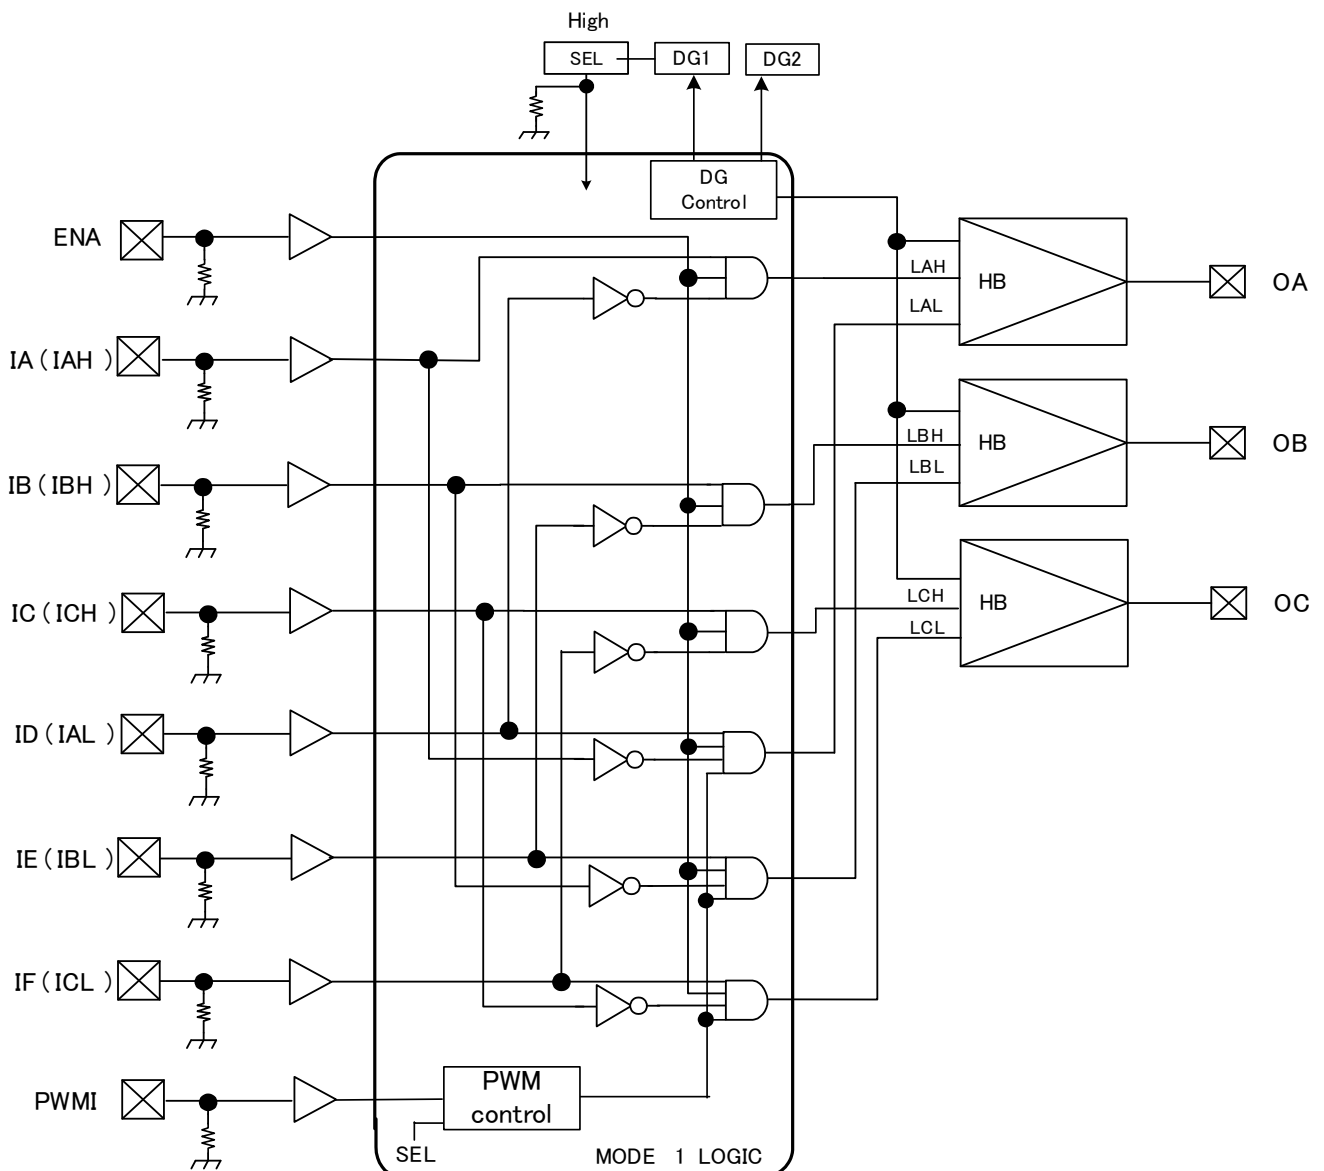 High
SEL
DG1
DG2
DG
Control
ENA
LAH
HB
OA
LAL
IA (IAH )
LBH
HB
OB
LBL
IB (IBH )
LCH
HB
OC
LCL
IC (ICH )
ID (IAL )
IE (IBL )
IF (ICL )
PWMI
PWM
control
SEL
MODE 1 LOGIC